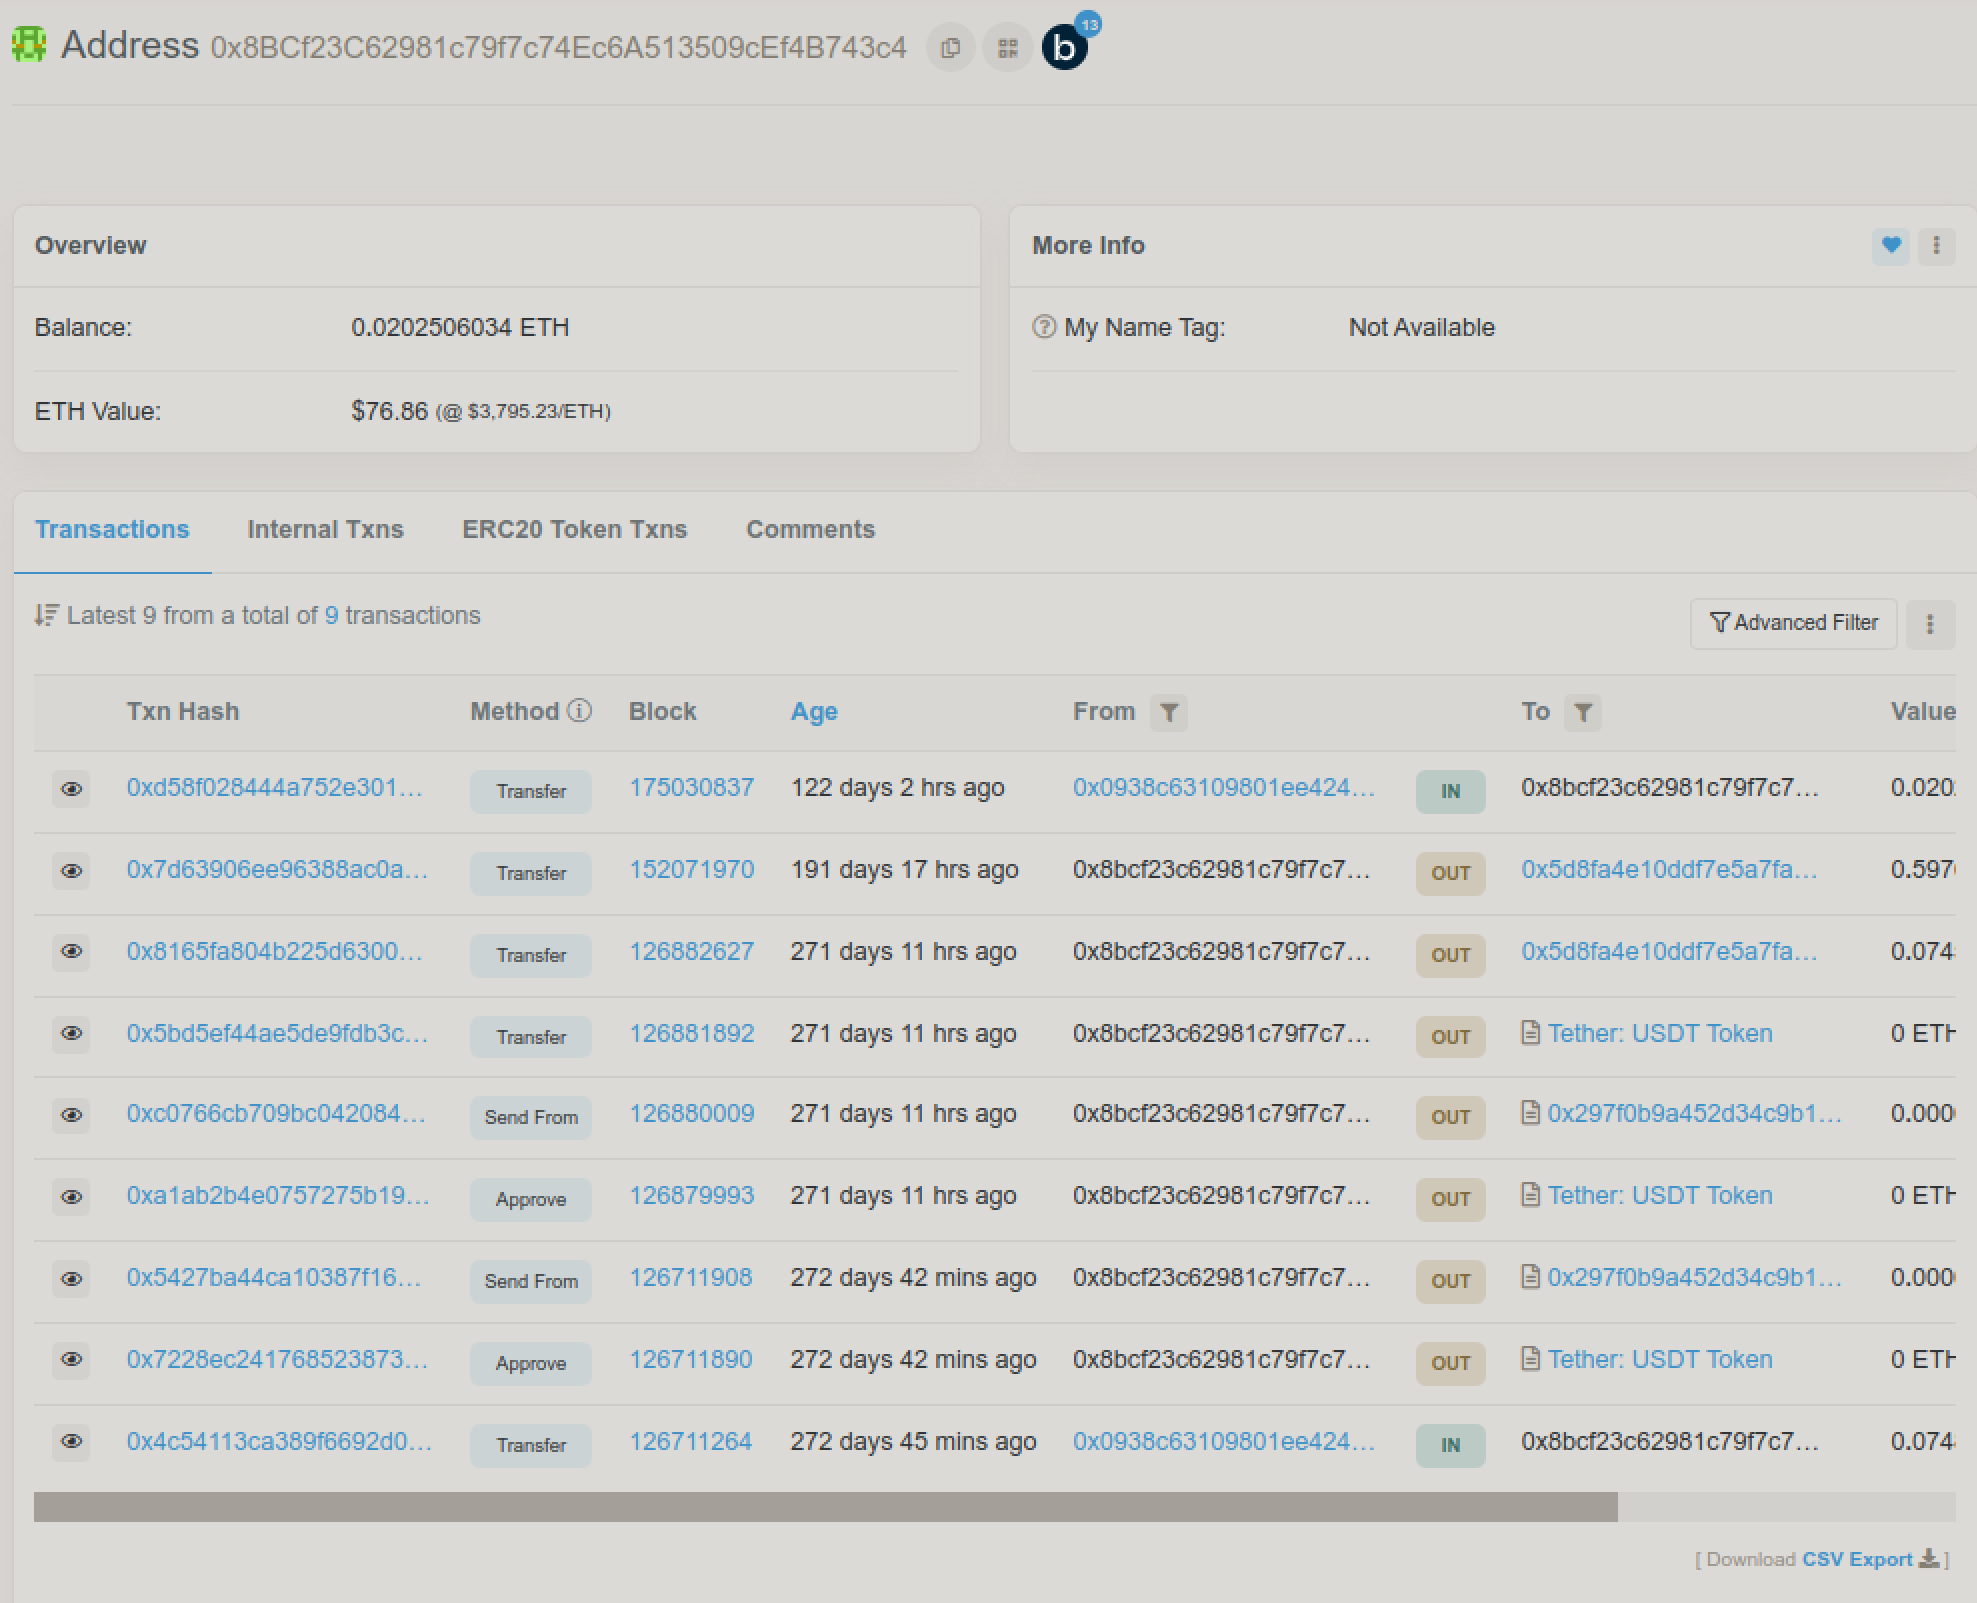 Address 0x8BCf23C62981c79f7c74Ec6A513509cEf4B743c4 b 13
Overview
Balance: 0.0202506034 ETH
ETH Value: $76.86 (@ $3,795.23/ETH)
More Info
My Name Tag: Not Available
Transactions Internal Txns ERC20 Token Txns Comments
Latest 9 from a total of 9 transactions
Advanced Filter
Txn Hash Method Block Age From To Value
0xd58f028444a752e301... Transfer 175030837 122 days 2 hrs ago 0x0938c63109801ee424... IN 0x8bcf23c62981c79f7c7... 0.020
0x7d63906ee96388ac0a... Transfer 152071970 191 days 17 hrs ago 0x8bcf23c62981c79f7c7... OUT 0x5d8fa4e10ddf7e5a7fa... 0.597
0x8165fa804b225d6300... Transfer 126882627 271 days 11 hrs ago 0x8bcf23c62981c79f7c7... OUT 0x5d8fa4e10ddf7e5a7fa... 0.074
0x5bd5ef44ae5de9fdb3c... Transfer 126881892 271 days 11 hrs ago 0x8bcf23c62981c79f7c7... OUT Tether: USDT Token 0 ETH
0xc0766cb709bc042084... Send From 126880009 271 days 11 hrs ago 0x8bcf23c62981c79f7c7... OUT 0x297f0b9a452d34c9b1... 0.000
0xa1ab2b4e0757275b19... Approve 126879993 271 days 11 hrs ago 0x8bcf23c62981c79f7c7... OUT Tether: USDT Token 0 ETH
0x5427ba44ca10387f16... Send From 126711908 272 days 42 mins ago 0x8bcf23c62981c79f7c7... OUT 0x297f0b9a452d34c9b1... 0.000
0x7228ec241768523873... Approve 126711890 272 days 42 mins ago 0x8bcf23c62981c79f7c7... OUT Tether: USDT Token 0 ETH
0x4c54113ca389f6692d0... Transfer 126711264 272 days 45 mins ago 0x0938c63109801ee424... IN 0x8bcf23c62981c79f7c7... 0.074
[ Download CSV Export ]